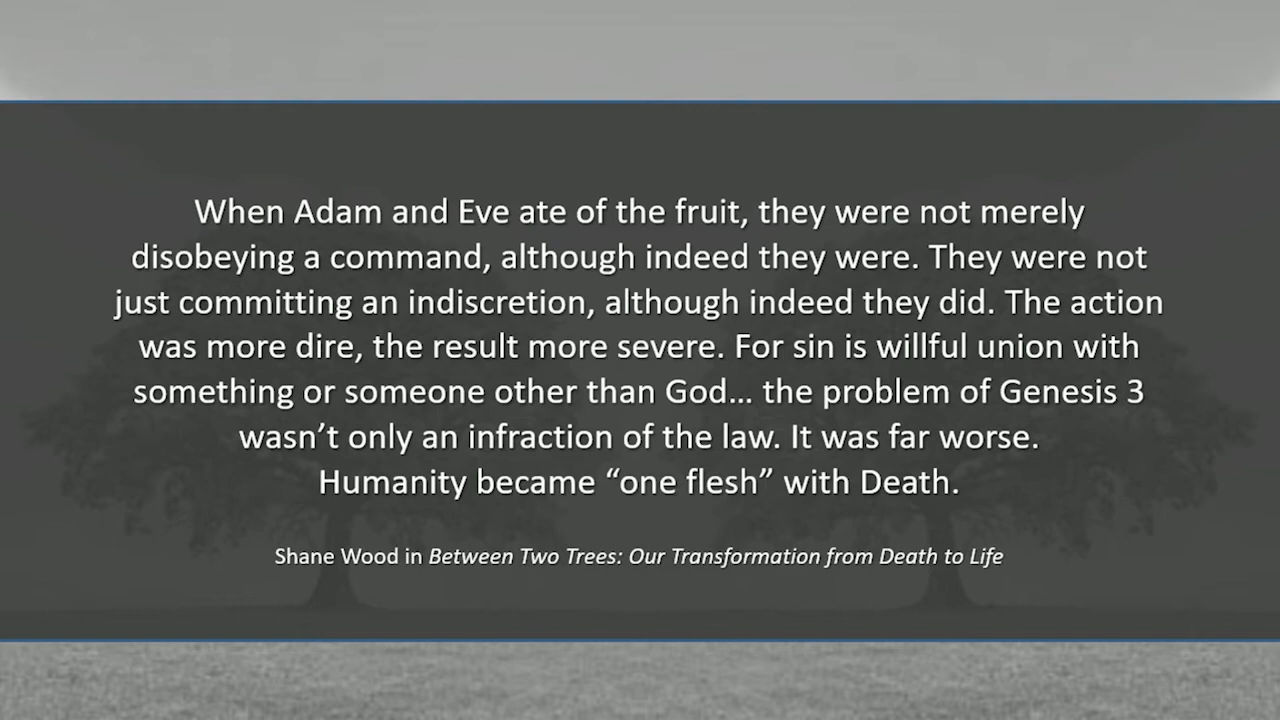 When Adam and Eve ate of the fruit, they were not merely
disobeying a command, although indeed they were. They were not
just committing an indiscretion, although indeed they did. The action
was more dire, the result more severe. For sin is willful union with
something or someone other than God... the problem of Genesis 3
wasn’t only an infraction of the law. It was far worse.
Humanity became “one flesh” with Death.
Shane Wood in Between Two Trees: Our Transformation from Death to Life